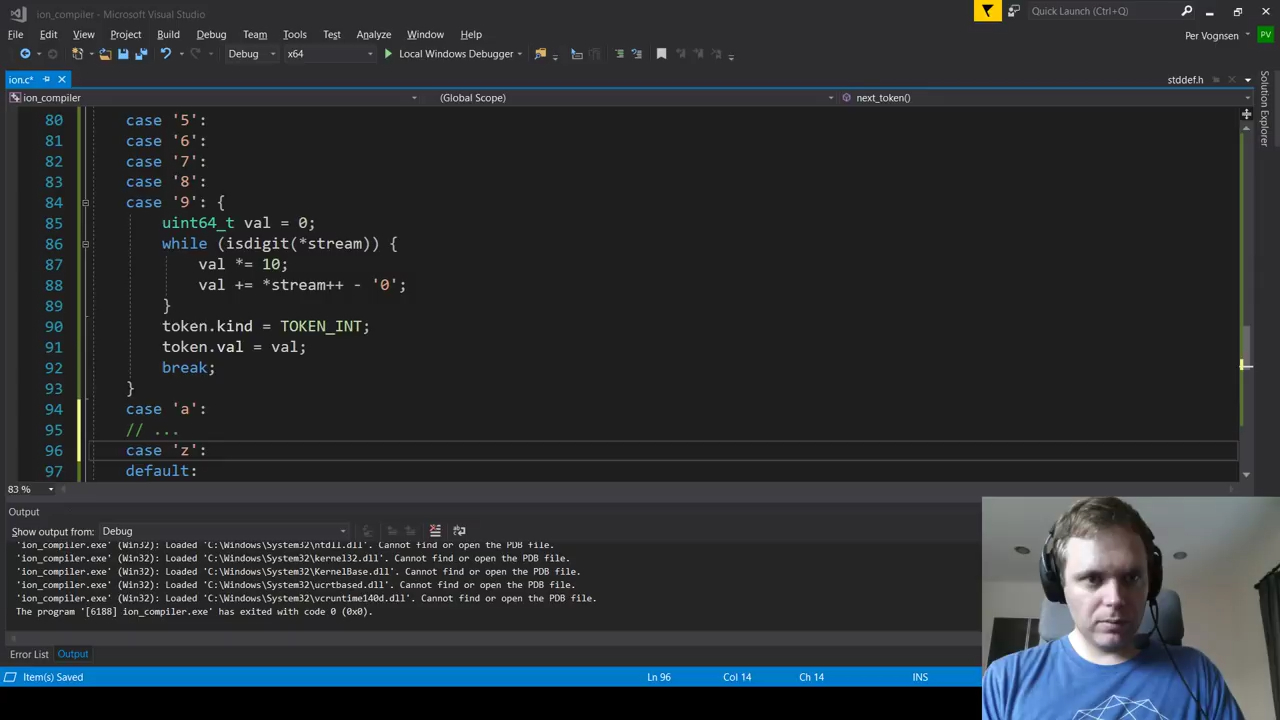 ion_compiler - Microsoft Visual Studio
Quick Launch (Ctrl+Q)
File Edit View Project Build Debug Team Tools Test Analyze Window Help
Per Vognsen PV
Debug x64 Local Windows Debugger
ion.c* stddef.h
ion_compiler (Global Scope) next_token()
Solution Explorer
80 case '5':
81 case '6':
82 case '7':
83 case '8':
84 case '9': {
85 uint64_t val = 0;
86 while (isdigit(*stream)) {
87 val *= 10;
88 val += *stream++ - '0';
89 }
90 token.kind = TOKEN_INT;
91 token.val = val;
92 break;
93 }
94 case 'a':
95 // ...
96 case 'z':
97 default:
83 %
Output
Show output from: Debug
'ion_compiler.exe' (Win32): Loaded 'C:\Windows\System32\ntdll.dll'. Cannot find or open the PDB file.
'ion_compiler.exe' (Win32): Loaded 'C:\Windows\System32\kernel32.dll'. Cannot find or open the PDB file.
'ion_compiler.exe' (Win32): Loaded 'C:\Windows\System32\KernelBase.dll'. Cannot find or open the PDB file.
'ion_compiler.exe' (Win32): Loaded 'C:\Windows\System32\ucrtbased.dll'. Cannot find or open the PDB file.
'ion_compiler.exe' (Win32): Loaded 'C:\Windows\System32\vcruntime140d.dll'. Cannot find or open the PDB file.
The program '[6188] ion_compiler.exe' has exited with code 0 (0x0).
Error List Output
Item(s) Saved Ln 96 Col 14 Ch 14 INS